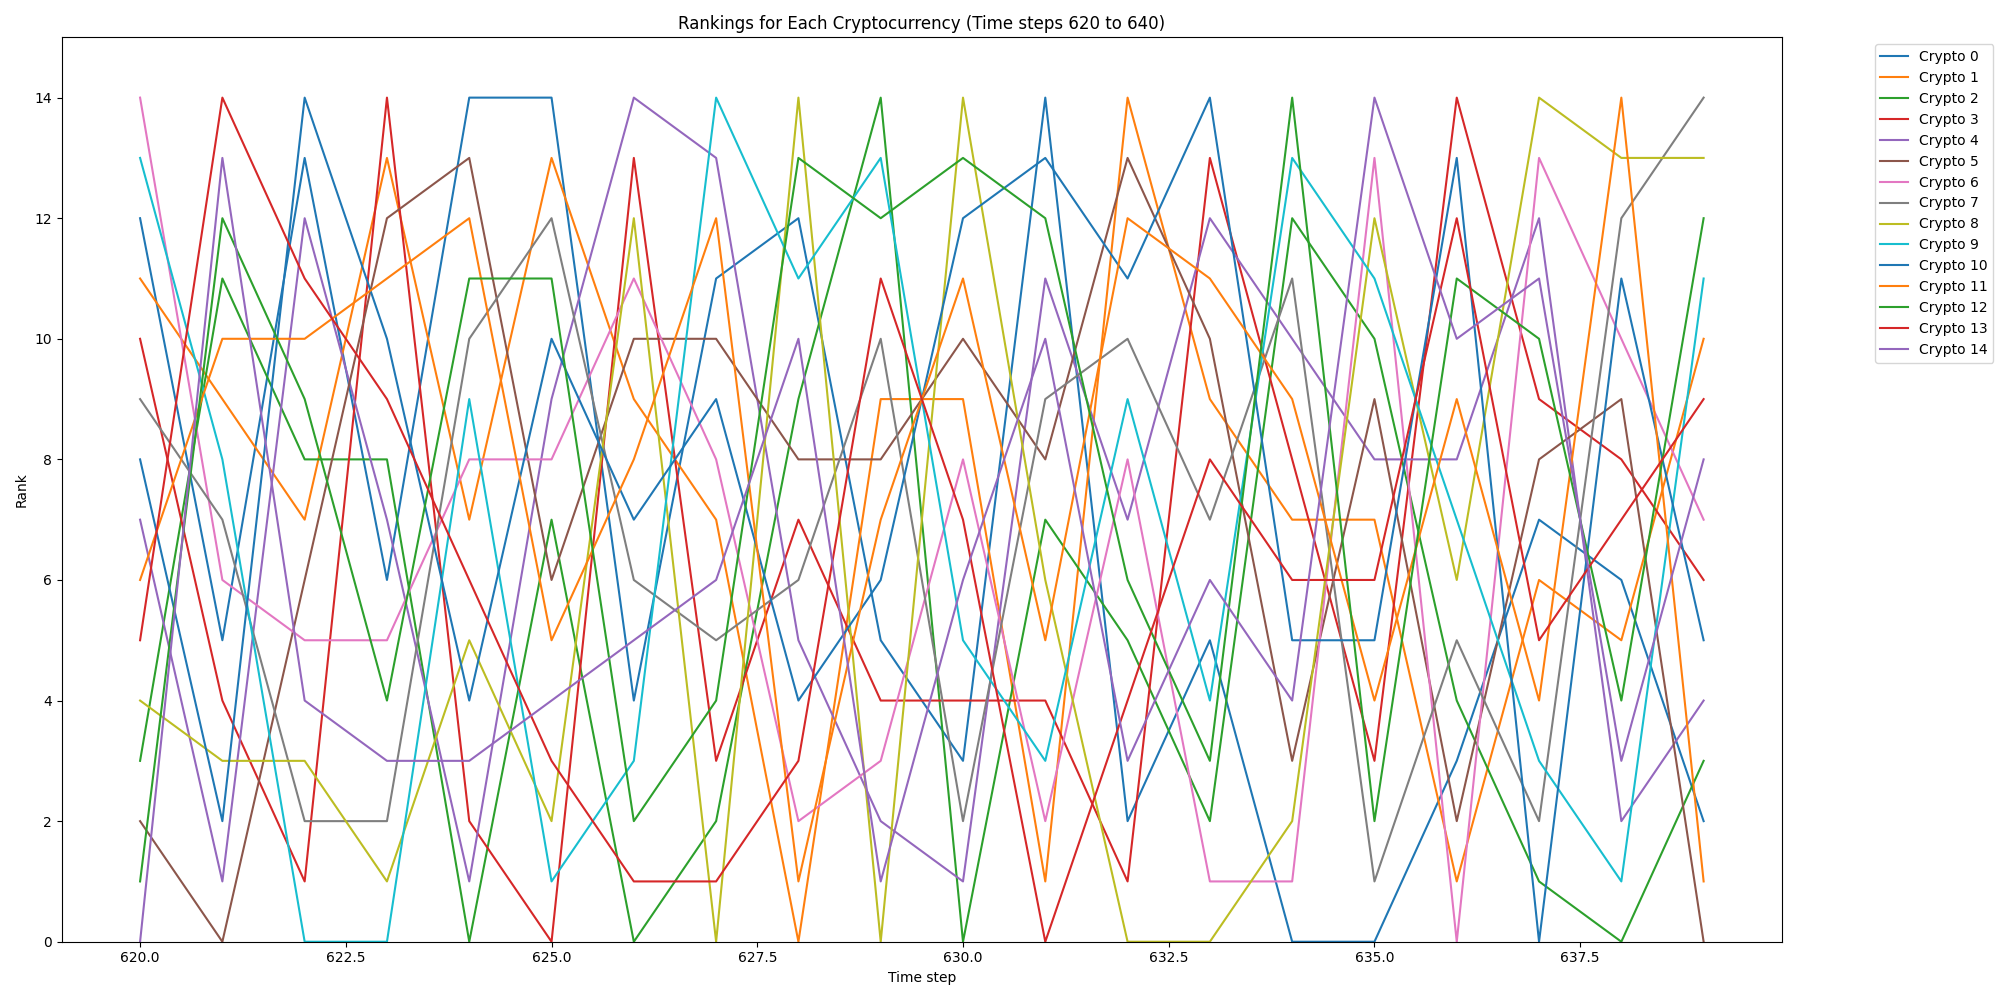 Rankings for Each Cryptocurrency (Time steps 620 to 640)
Crypto 0
Crypto 1
Crypto 2
Crypto 3
Crypto 4
Crypto 5
Crypto 6
Crypto 7
Crypto 8
Crypto 9
Crypto 10
Crypto 11
Crypto 12
Crypto 13
Crypto 14
Rank
14
12
10
8
6
4
2
0
620.0 622.5 625.0 627.5 630.0 632.5 635.0 637.5
Time step